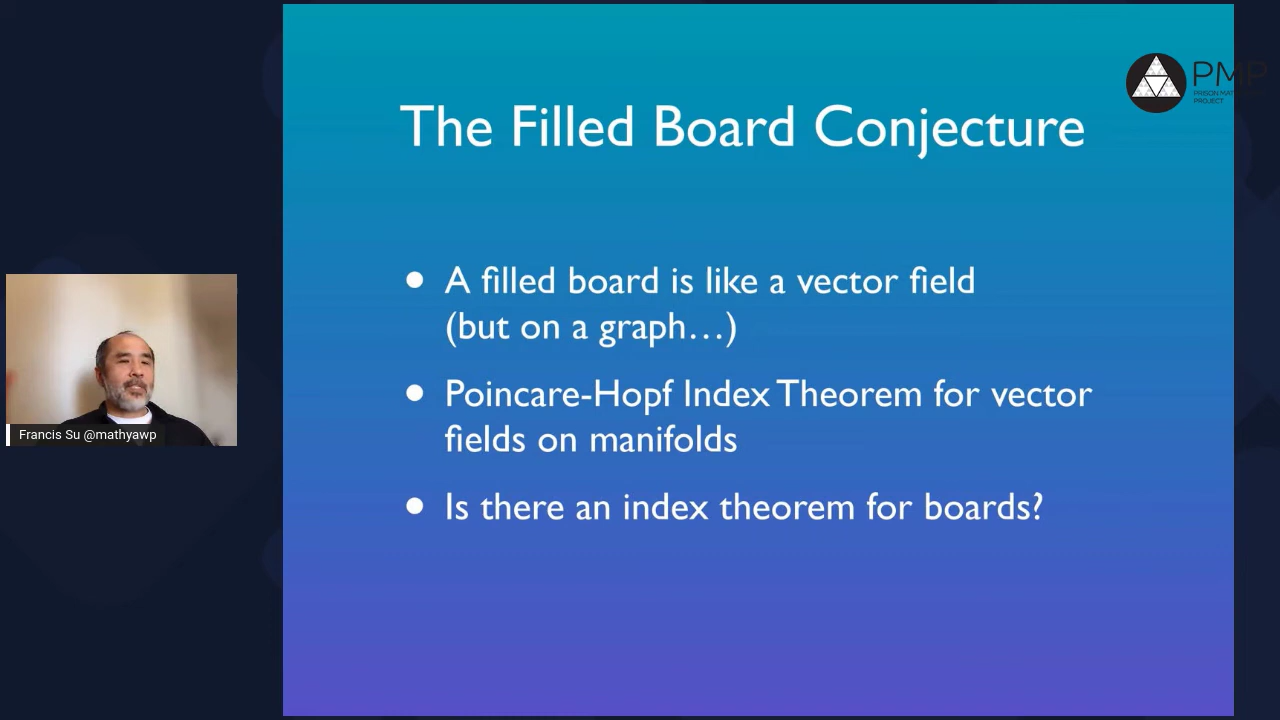 The Filled Board Conjecture
PMP
PRISON MAT
PROJECT
• A filled board is like a vector field
(but on a graph…)
• Poincare-Hopf Index Theorem for vector
fields on manifolds
• Is there an index theorem for boards?
Francis Su @mathyawp